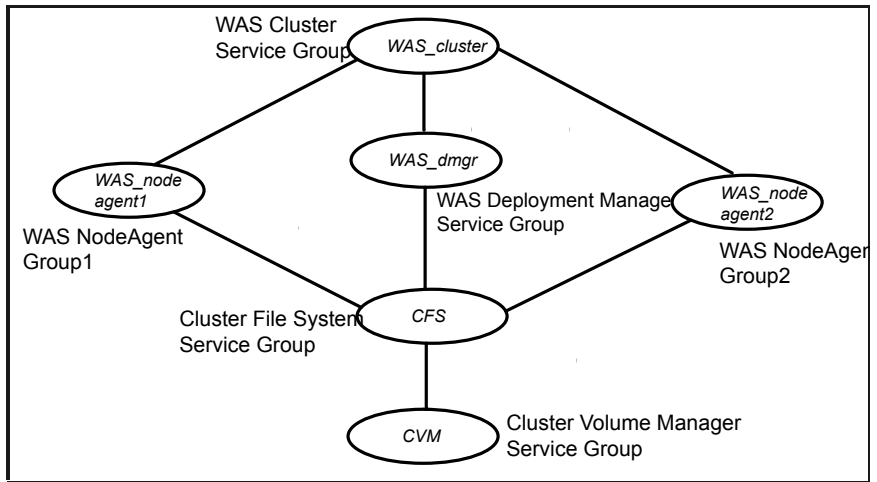 WAS Cluster
Service Group
WAS_cluster
WAS_dmgr
WAS_node
agent1
WAS Deployment Manage
Service Group
WAS_node
agent2
WAS NodeAgent
Group1
WAS NodeAger
Group2
Cluster File System
Service Group
CFS
CVM
Cluster Volume Manager
Service Group